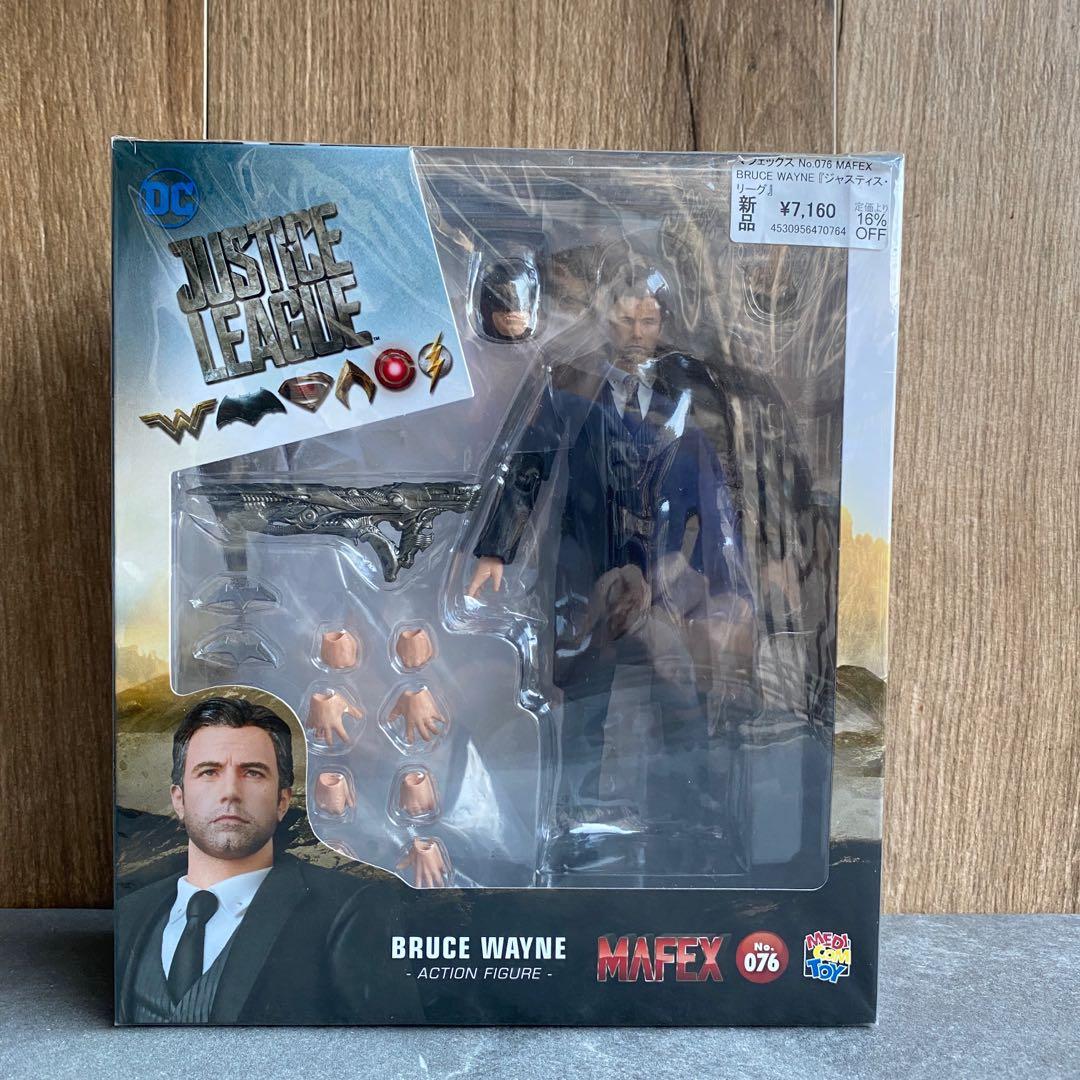 DC
JUSTICE
LEAGUE
™
マフェックス No.076 MAFEX
BRUCE WAYNE『ジャスティス・
リーグ』
新品 ¥7,160 定価より
16%
OFF
4530956470764
BRUCE WAYNE
- ACTION FIGURE -
MAFEX
No.
076
MEDI
COM
TOY